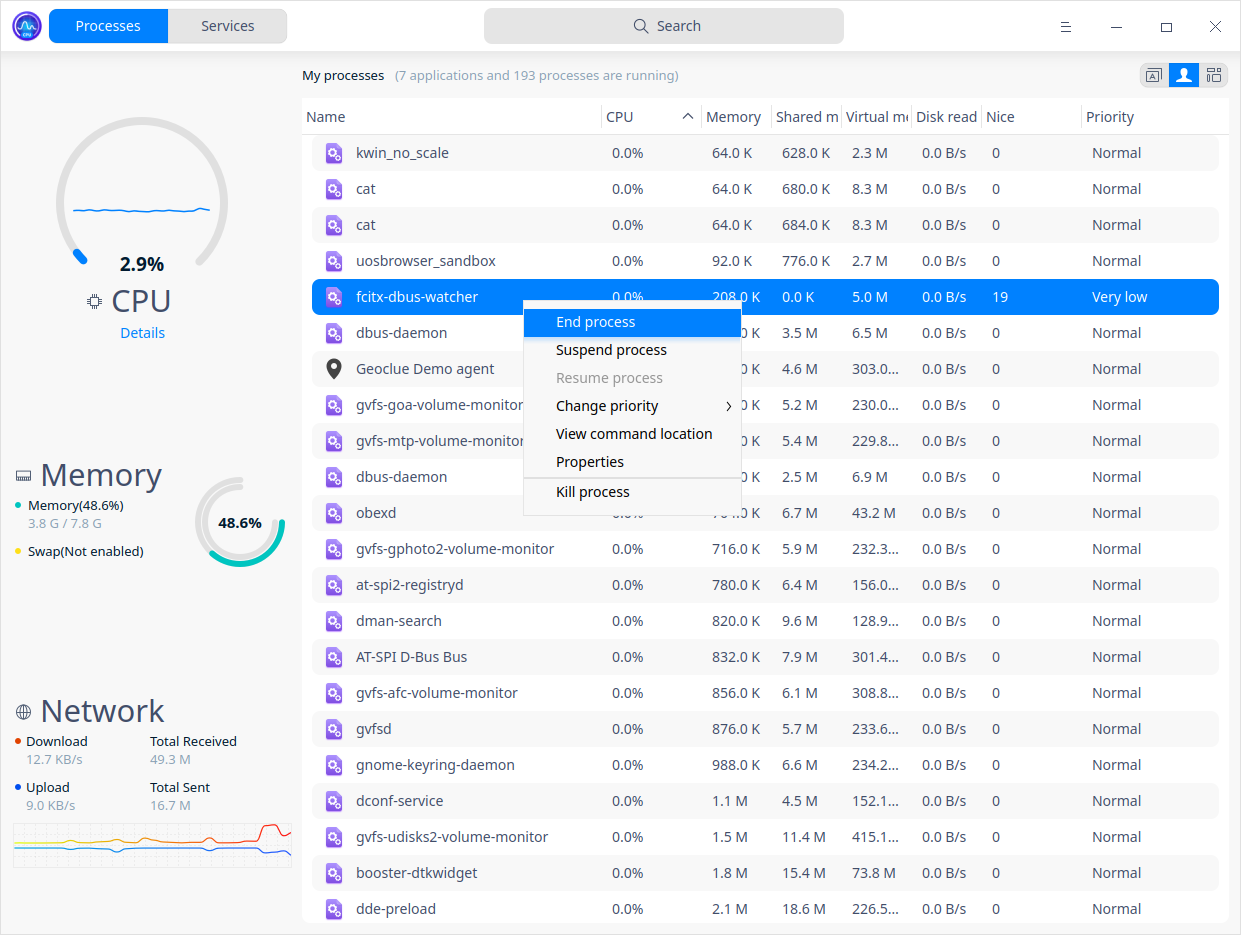 Processes Services Search
My processes (7 applications and 193 processes are running)
Name CPU Memory Shared m Virtual me Disk read Nice Priority
kwin_no_scale 0.0% 64.0 K 628.0 K 2.3 M 0.0 B/s 0 Normal
cat 0.0% 64.0 K 680.0 K 8.3 M 0.0 B/s 0 Normal
cat 0.0% 64.0 K 684.0 K 8.3 M 0.0 B/s 0 Normal
uosbrowser_sandbox 0.0% 92.0 K 776.0 K 2.7 M 0.0 B/s 0 Normal
fcitx-dbus-watcher 0.0% 208.0 K 0.0 K 5.0 M 0.0 B/s 19 Very low
dbus-daemon 0 K 3.5 M 6.5 M 0.0 B/s 0 Normal
Geoclue Demo agent 0 K 4.6 M 303.0... 0.0 B/s 0 Normal
gvfs-goa-volume-monitor 0 K 5.2 M 230.0... 0.0 B/s 0 Normal
gvfs-mtp-volume-monitor 0 K 5.4 M 229.8... 0.0 B/s 0 Normal
dbus-daemon 0 K 2.5 M 6.9 M 0.0 B/s 0 Normal
obexd 6.7 M 43.2 M 0.0 B/s 0 Normal
gvfs-gphoto2-volume-monitor 0.0% 716.0 K 5.9 M 232.3... 0.0 B/s 0 Normal
at-spi2-registryd 0.0% 780.0 K 6.4 M 156.0... 0.0 B/s 0 Normal
dman-search 0.0% 820.0 K 9.6 M 128.9... 0.0 B/s 0 Normal
AT-SPI D-Bus Bus 0.0% 832.0 K 7.9 M 301.4... 0.0 B/s 0 Normal
gvfs-afc-volume-monitor 0.0% 856.0 K 6.1 M 308.8... 0.0 B/s 0 Normal
gvfsd 0.0% 876.0 K 5.7 M 233.6... 0.0 B/s 0 Normal
gnome-keyring-daemon 0.0% 988.0 K 6.6 M 234.2... 0.0 B/s 0 Normal
dconf-service 0.0% 1.1 M 4.5 M 152.1... 0.0 B/s 0 Normal
gvfs-udisks2-volume-monitor 0.0% 1.5 M 11.4 M 415.1... 0.0 B/s 0 Normal
booster-dtkwidget 0.0% 1.8 M 15.4 M 73.8 M 0.0 B/s 0 Normal
dde-preload 0.0% 2.1 M 18.6 M 226.5... 0.0 B/s 0 Normal
End process
Suspend process
Resume process
Change priority
View command location
Properties
Kill process
2.9%
CPU
Details
Memory
Memory(48.6%)
3.8 G / 7.8 G
Swap(Not enabled)
48.6%
Network
Download Total Received
12.7 KB/s 49.3 M
Upload Total Sent
9.0 KB/s 16.7 M